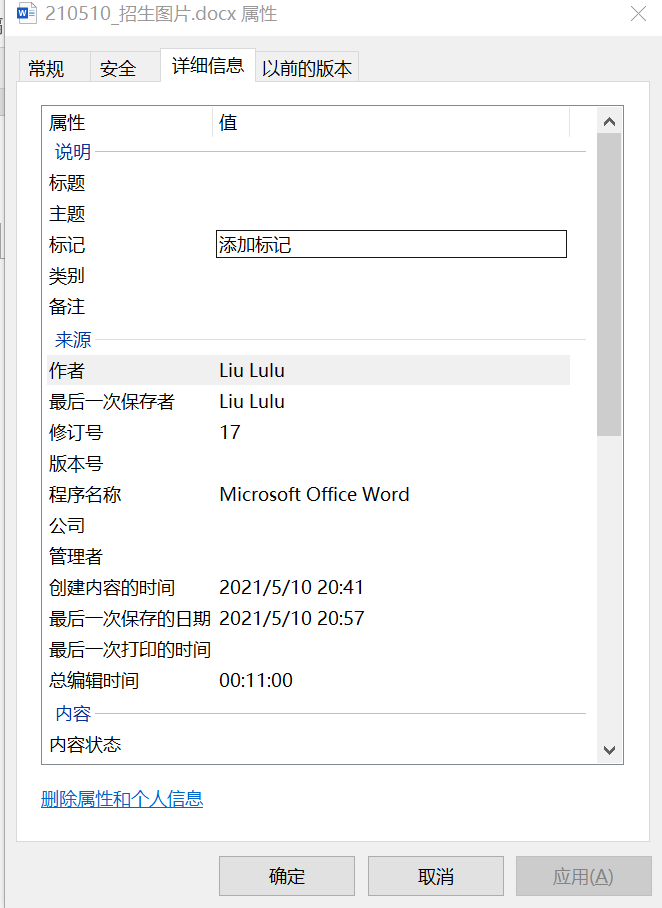 210510_招生图片.docx 属性
常规 安全 详细信息 以前的版本
属性 值
说明
标题
主题
标记 添加标记
类别
备注
来源
作者 Liu Lulu
最后一次保存者 Liu Lulu
修订号 17
版本号
程序名称 Microsoft Office Word
公司
管理者
创建内容的时间 2021/5/10 20:41
最后一次保存的日期 2021/5/10 20:57
最后一次打印的时间
总编辑时间 00:11:00
内容
内容状态
删除属性和个人信息
确定 取消 应用(A)